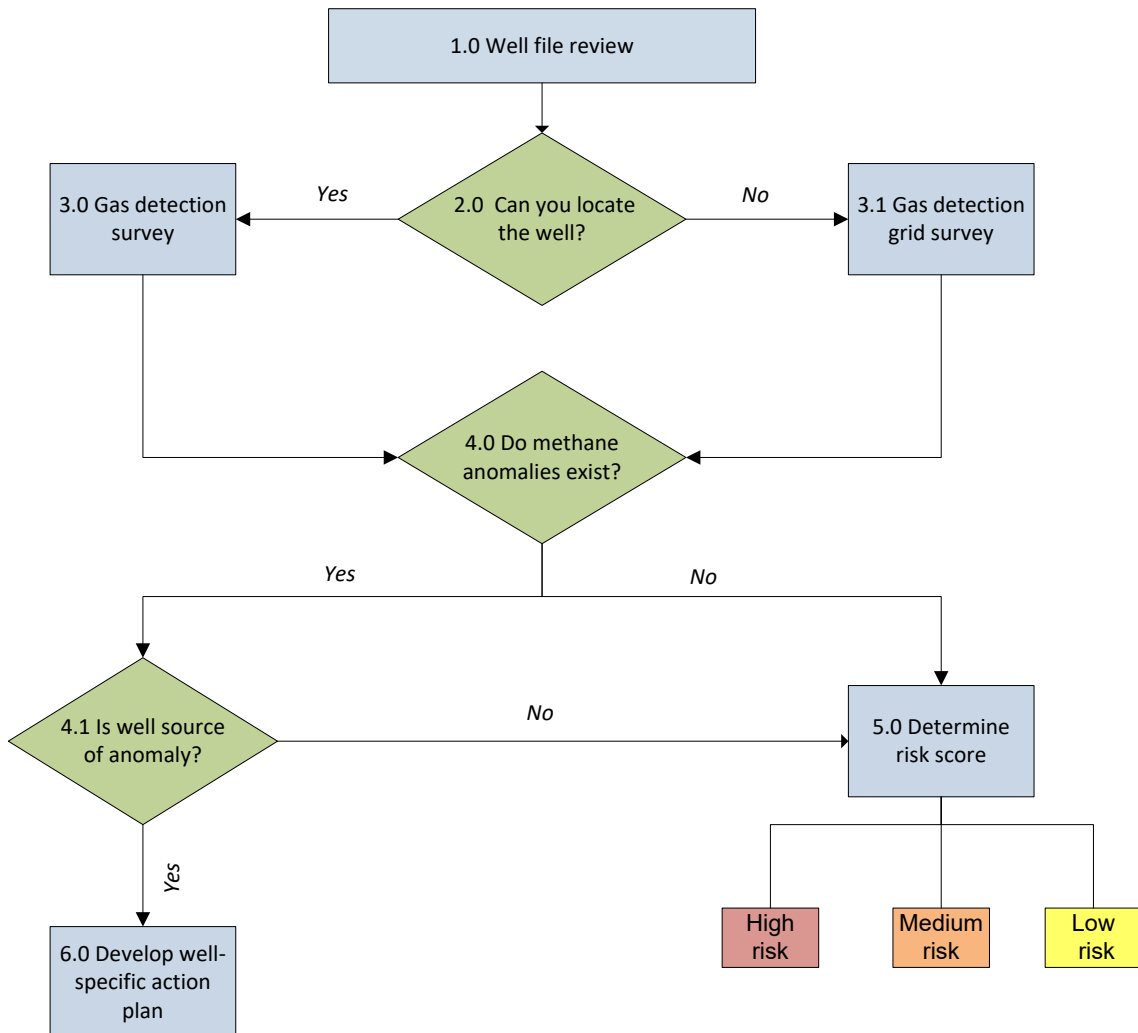 1.0 Well file review
Yes
2.0 Can you locate
the well?
No
3.0 Gas detection
survey
3.1 Gas detection
grid survey
4.0 Do methane
anomalies exist?
Yes
No
4.1 Is well source
of anomaly?
No
5.0 Determine
risk score
Yes
High
risk
Medium
risk
Low
risk
6.0 Develop well-
specific action
plan